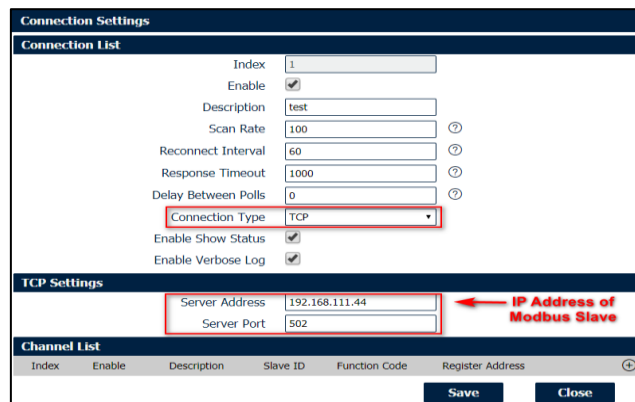 Connection Settings
Connection List
Index 1
Enable
Description test
Scan Rate 100 ?
Reconnect Interval 60 ?
Response Timeout 1000 ?
Delay Between Polls 0 ?
Connection Type TCP
Enable Show Status
Enable Verbose Log
TCP Settings
Server Address 192.168.111.44 IP Address of
Server Port 502 Modbus Slave
Channel List
Index Enable Description Slave ID Function Code Register Address
Save Close